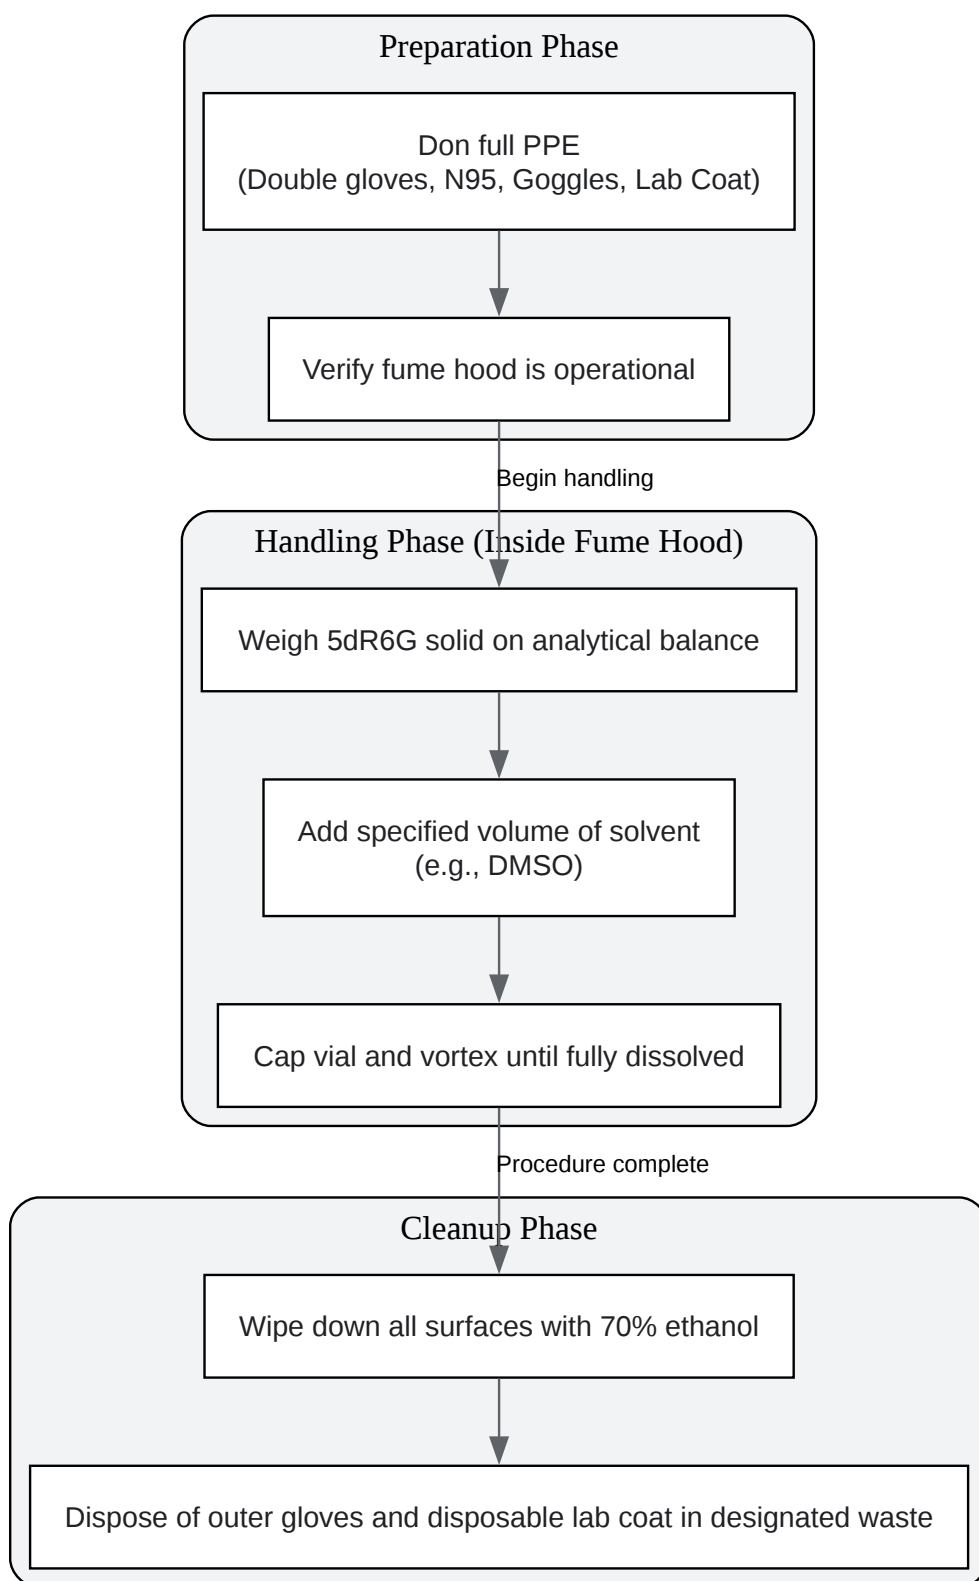 Preparation Phase
Don full PPE
(Double gloves, N95, Goggles, Lab Coat)
Verify fume hood is operational
Begin handling
Handling Phase (Inside Fume Hood)
Weigh 5dR6G solid on analytical balance
Add specified volume of solvent
(e.g., DMSO)
Cap vial and vortex until fully dissolved
Procedure complete
Cleanup Phase
Wipe down all surfaces with 70% ethanol
Dispose of outer gloves and disposable lab coat in designated waste